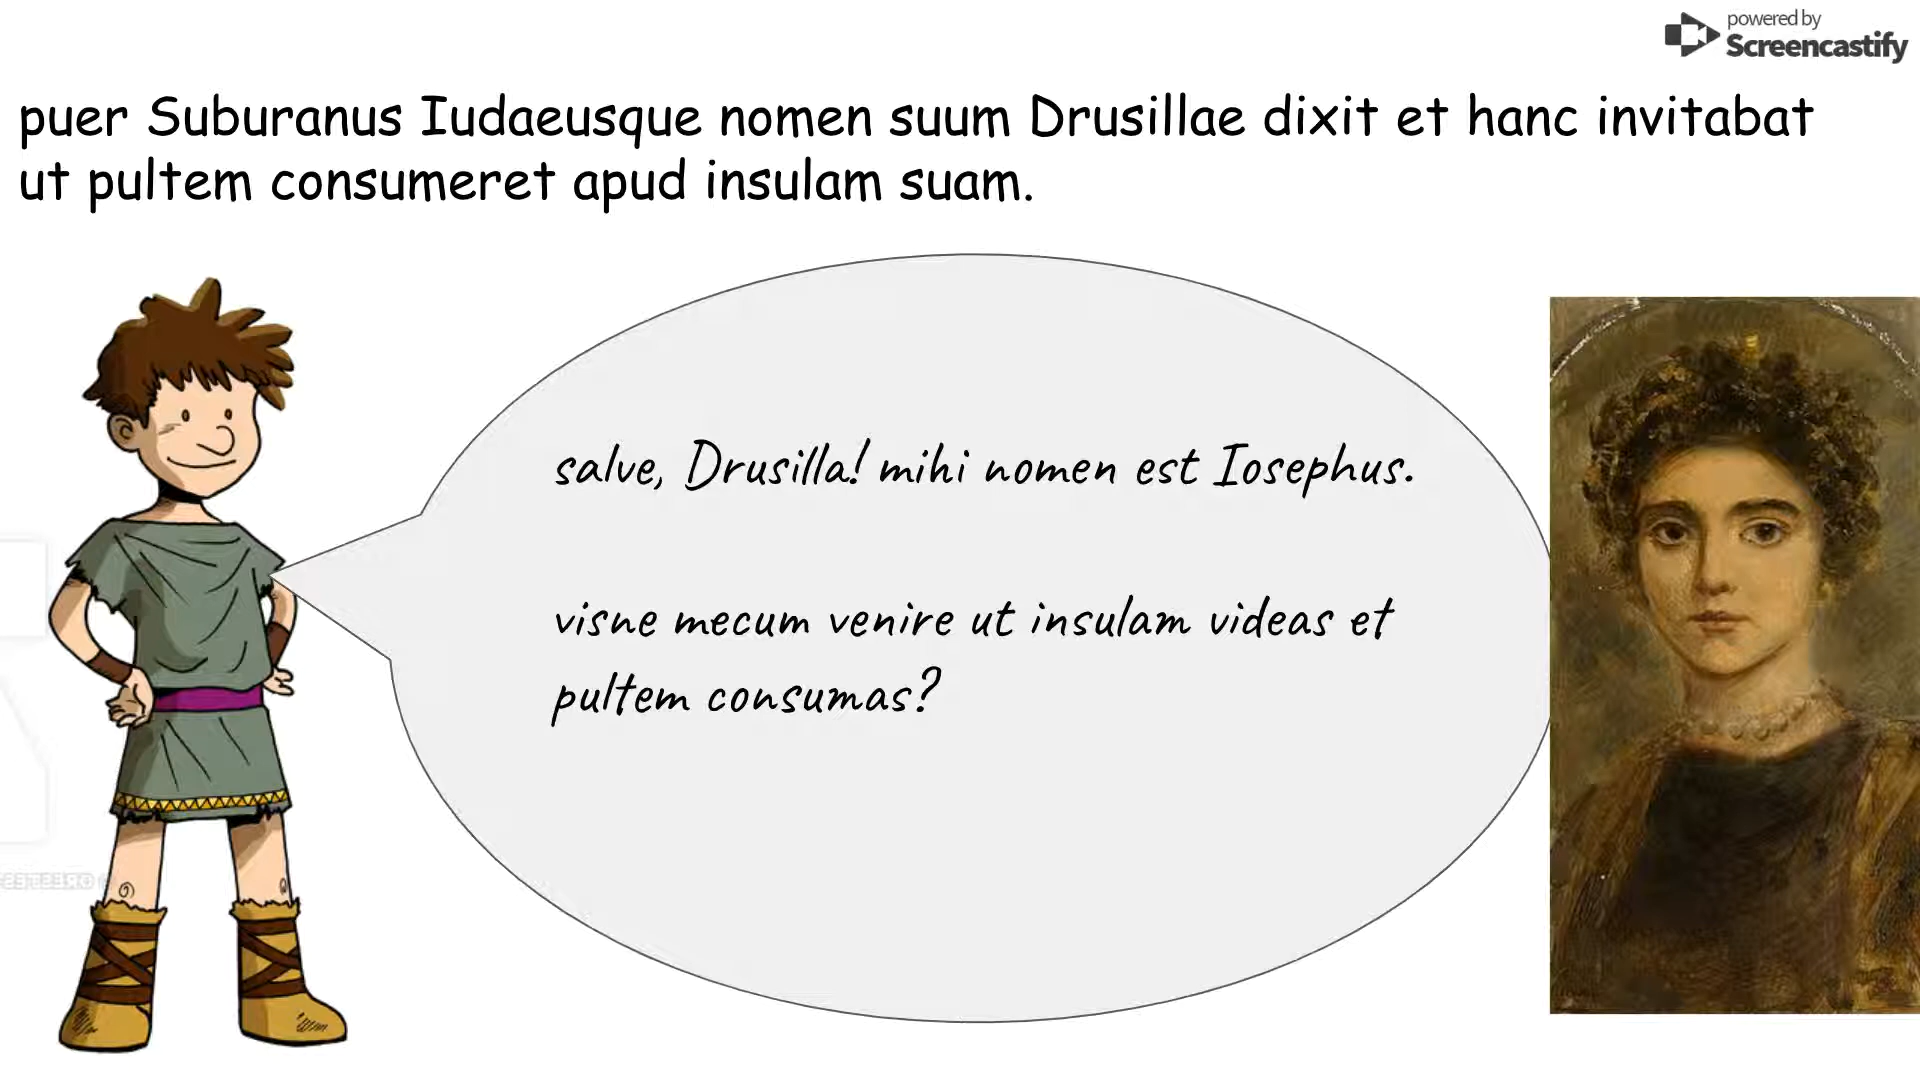 powered by
Screencastify
puer Suburanus Iudaeusque nomen suum Drusillae dixit et hanc invitabat
ut pultem consumeret apud insulam suam.
salve, Drusilla! mihi nomen est Iosephus.
visne mecum venire ut insulam videas et
pultem consumas?